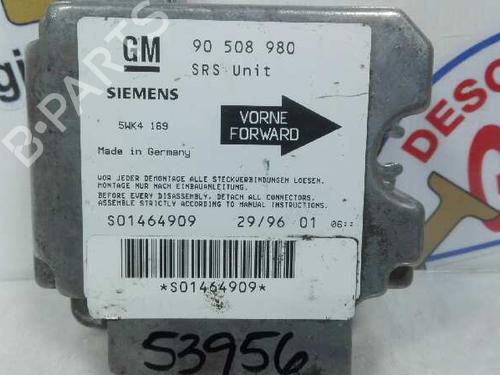 GM 90 508 980
SRS Unit
SIEMENS
5WK4 169
VORNE
FORWARD
Made in Germany
VOR JEDER DEMONTAGE ALLE STECKVERBINDUNGEN LOESEN.
MONTAGE NUR NACH EINBAUANLEITUNG.
BEFORE EVERY DISASSEMBLY, DETACH ALL CONNECTORS.
ASSEMBLE STRICTLY ACCORDING TO MANUAL INSTRUCTIONS.
S01464909 29/96 01 06::
*S01464909*
53956
B-PARTS
DESCO